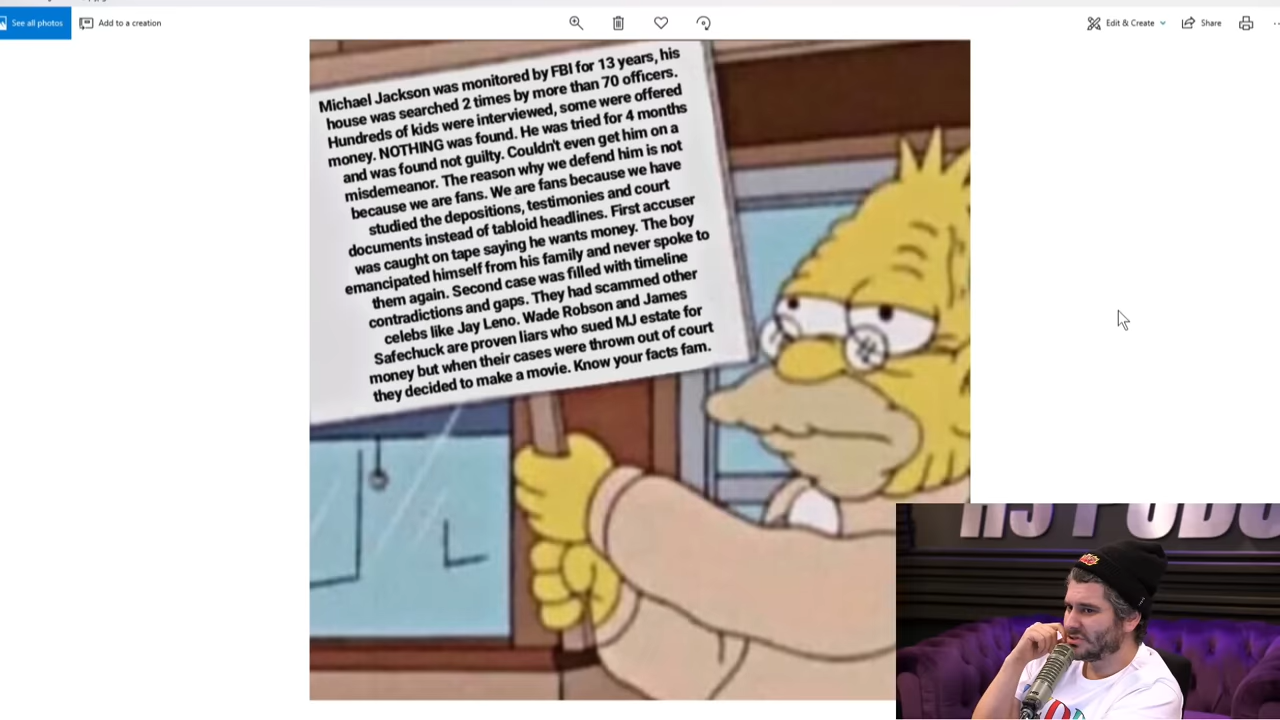 See all photos
Add to a creation
Edit & Create
Share
Michael Jackson was monitored by FBI for 13 years, his
house was searched 2 times by more than 70 officers.
Hundreds of kids were interviewed, some were offered
money. NOTHING was found. He was tried for 4 months
and was found not guilty. Couldn't even get him on a
misdemeanor. The reason why we defend him is not
because we are fans. We are fans because we have
studied the depositions, testimonies and court
documents instead of tabloid headlines. First accuser
was caught on tape saying he wants money. The boy
emancipated himself from his family and never spoke to
them again. Second case was filled with timeline
contradictions and gaps. They had scammed other
celebs like Jay Leno. Wade Robson and James
Safechuck are proven liars who sued MJ estate for
money but when their cases were thrown out of court
they decided to make a movie. Know your facts fam.